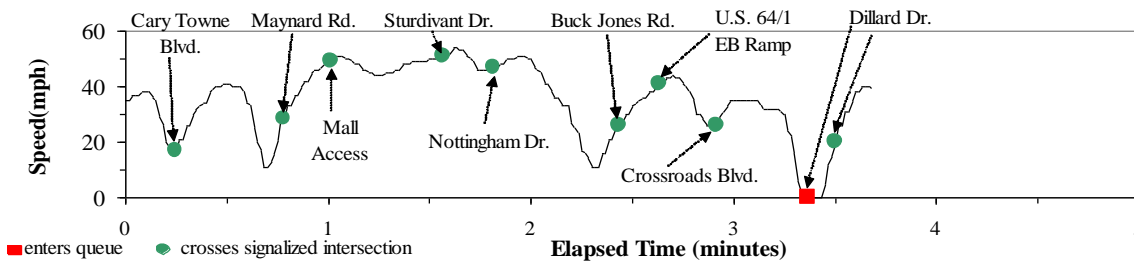 Cary Towne
Blvd.
Maynard Rd.
Sturdivant Dr.
Buck Jones Rd.
U.S. 64/1
EB Ramp
Dillard Dr.
60
40
20
0
Speed(mph)
Mall
Access
Nottingham Dr.
Crossroads Blvd.
0
1
2
3
4
5
enters queue
crosses signalized intersection
Elapsed Time (minutes)